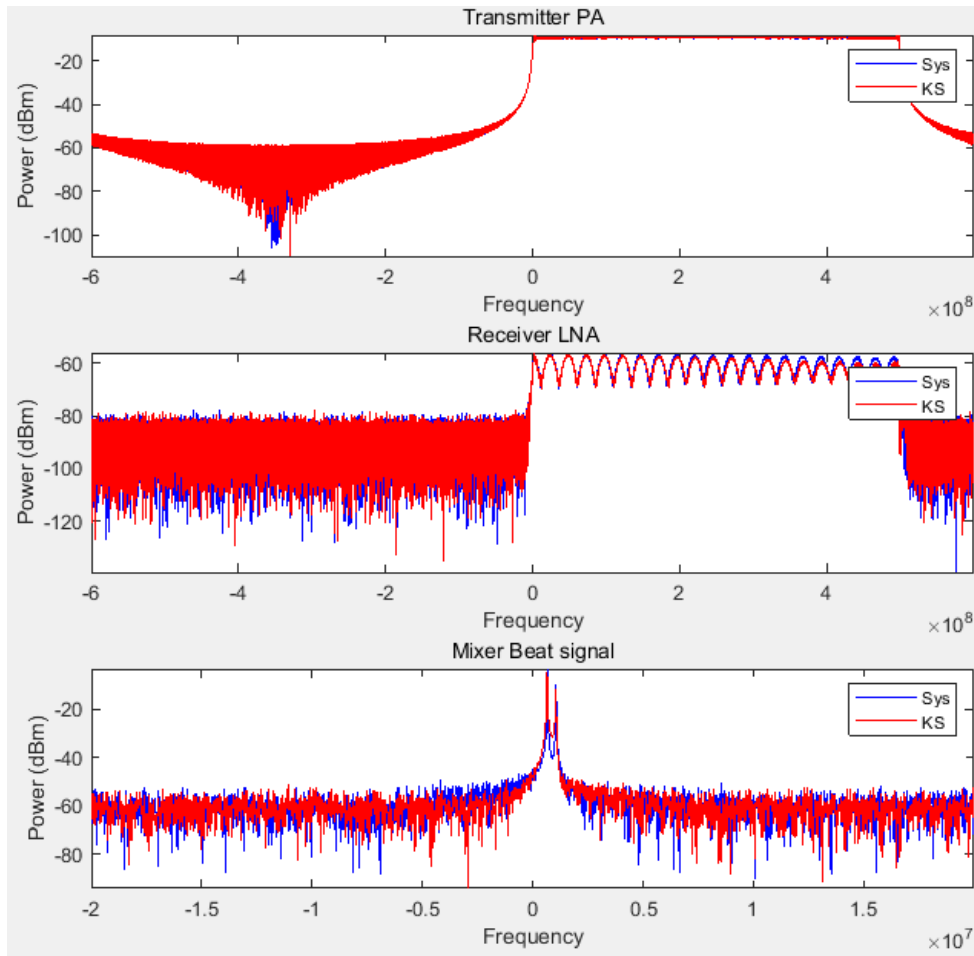 Transmitter PA
Power (dBm)
-20
-40
-60
-80
-100
Sys
KS
-6
-4
-2
0
2
4
Frequency
×10^8
Receiver LNA
Power (dBm)
-60
-80
-100
-120
Sys
KS
-6
-4
-2
0
2
4
Frequency
×10^8
Mixer Beat signal
Power (dBm)
-20
-40
-60
-80
Sys
KS
-2
-1.5
-1
-0.5
0
0.5
1
1.5
Frequency
×10^7